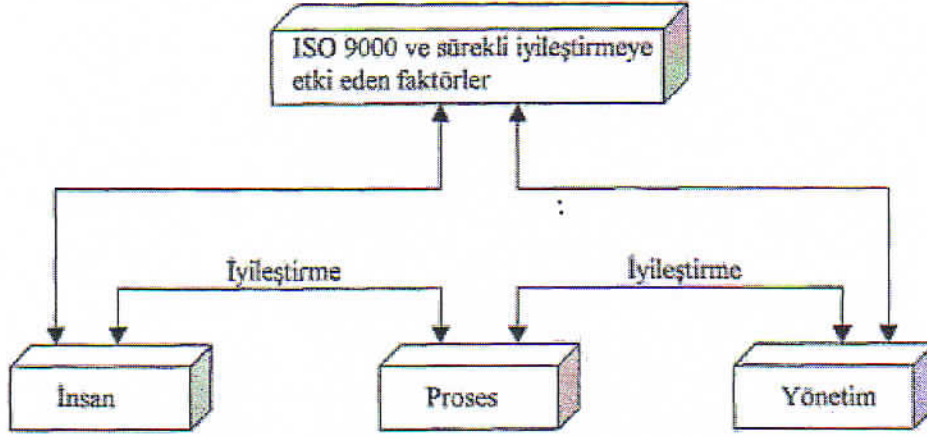 ISO 9000 ve sürekli iyileştirmeye
etki eden faktörler
:
İyileştirme
İyileştirme
İnsan
Proses
Yönetim